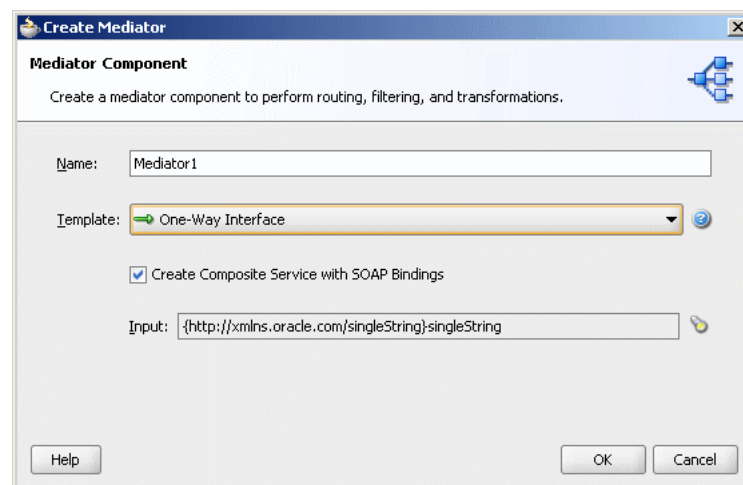 Create Mediator
Mediator Component
Create a mediator component to perform routing, filtering, and transformations.
Name: Mediator1
Template: One-Way Interface
Create Composite Service with SOAP Bindings
Input: {http://xmlns.oracle.com/singleString}singleString
Help OK Cancel